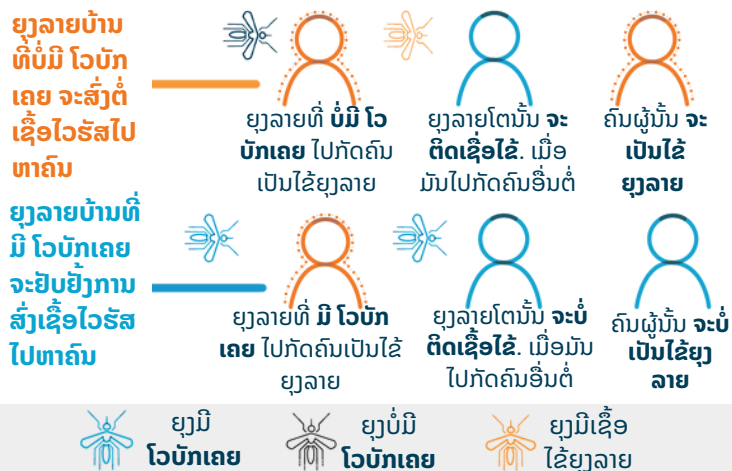 ຍຸງລາຍບ້ານ
ທີ່ບໍ່ມີ ໂວບັກ
ເຄຍ ຈະສົ່ງຕໍ່
ເຊື້ອໄວຣັສໄປ
ຫາຄົນ
ຍຸງລາຍທີ່ ບໍ່ມີ ໂວ
ບັກເຄຍ ໄປກັດຄົນ
ເປັນໄຂ້ຍຸງລາຍ
ຍຸງລາຍໂຕນັ້ນ ຈະ
ຕິດເຊື່ອໄຂ້. ເມື່ອ
ມັນໄປກັດຄົນອື່ນຕໍ່
ຄົນຜູ້ນັ້ນ ຈະ
ເປັນໄຂ້
ຍຸງລາຍ
ຍຸງລາຍບ້ານທີ່
ມີ ໂວບັກເຄຍ
ຈະຢັບຢັ້ງການ
ສົ່ງເຊື້ອໄວຣັສ
ໄປຫາຄົນ
ຍຸງລາຍທີ່ ມີ ໂວບັກ
ເຄຍ ໄປກັດຄົນເປັນໄຂ້
ຍຸງລາຍ
ຍຸງລາຍໂຕນັ້ນ ຈະບໍ່
ຕິດເຊື້ອໄຂ້. ເມື່ອມັນ
ໄປກັດຄົນອື່ນຕໍ່
ຄົນຜູ້ນັ້ນ ຈະບໍ່
ເປັນໄຂ້ຍຸງ
ລາຍ
ຍຸງມີ
ໂວບັກເຄຍ
ຍຸງບໍ່ມີ
ໂວບັກເຄຍ
ຍຸງມີເຊື້ອ
ໄຂ້ຍຸງລາຍ